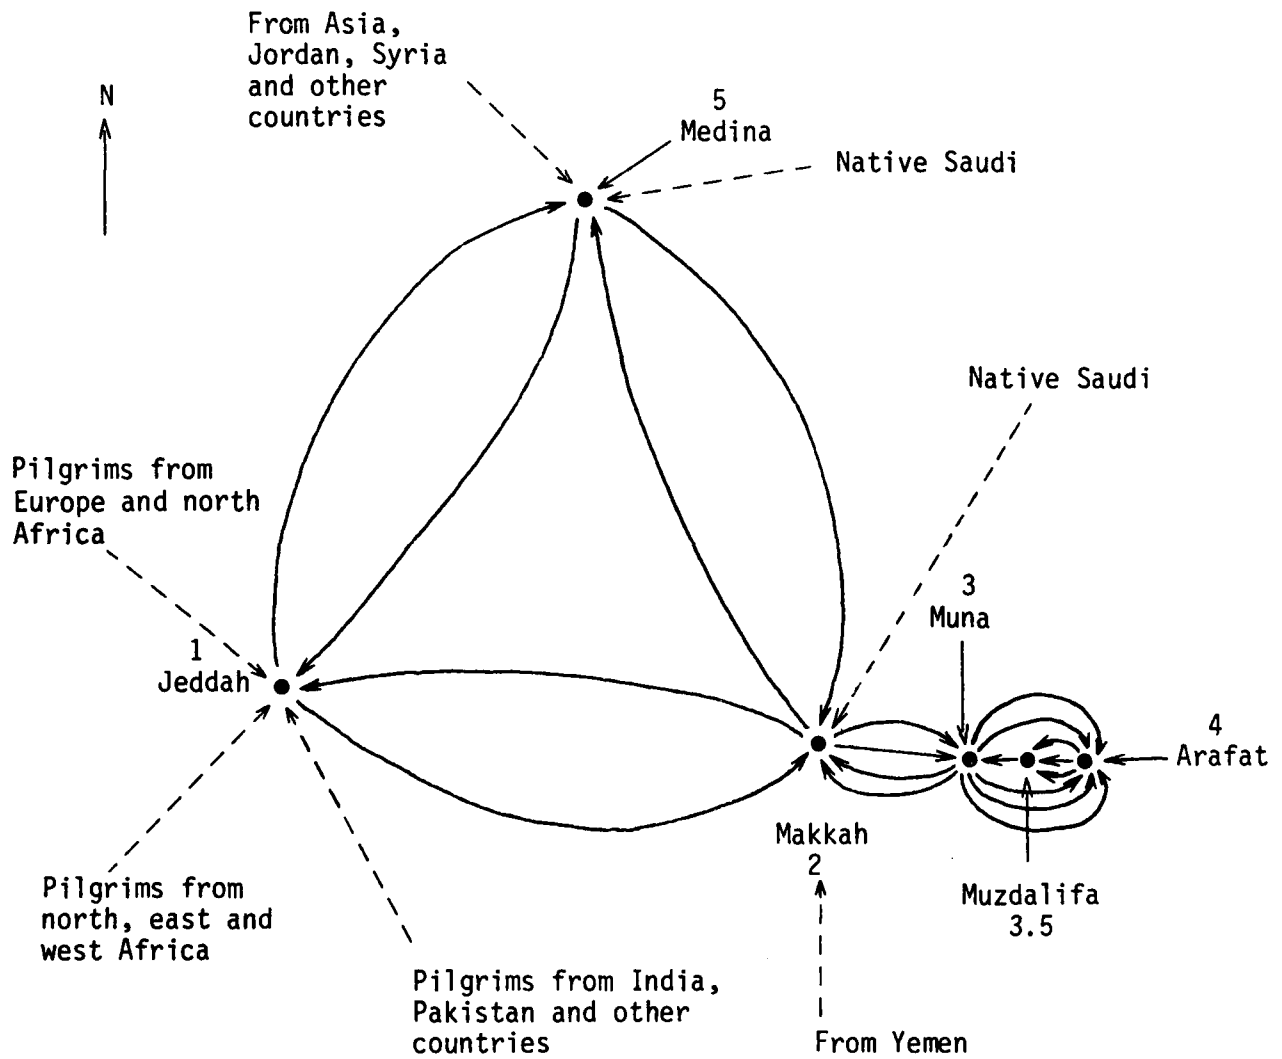 From Asia,
Jordan, Syria
and other
countries
N
5
Medina
Native Saudi
Native Saudi
Pilgrims from
Europe and north
Africa
3
Muna
1
Jeddah
4
Arafat
Makkah
2
Muzdalifa
3.5
Pilgrims from
north, east and
west Africa
Pilgrims from India,
Pakistan and other
countries
From Yemen